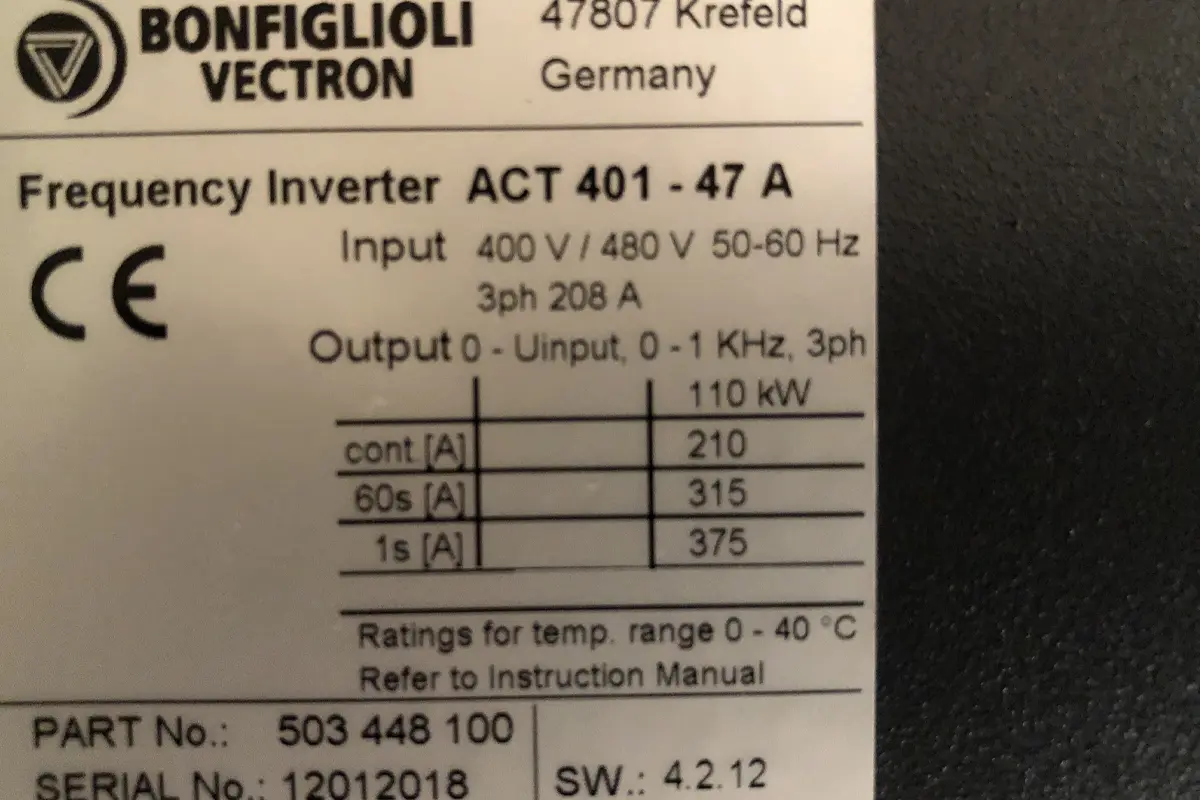 BONFIGLIOLI
VECTRON
47807 Krefeld
Germany
Frequency Inverter ACT 401 - 47 A
CE
Input 400 V / 480 V 50-60 Hz
3ph 208 A
Output 0 - Uinput, 0 - 1 KHz, 3ph
110 kW
cont [A] 210
60s [A] 315
1s [A] 375
Ratings for temp. range 0 - 40 °C
Refer to Instruction Manual
PART No.: 503 448 100
SERIAL No.: 12012018
SW.: 4.2.12